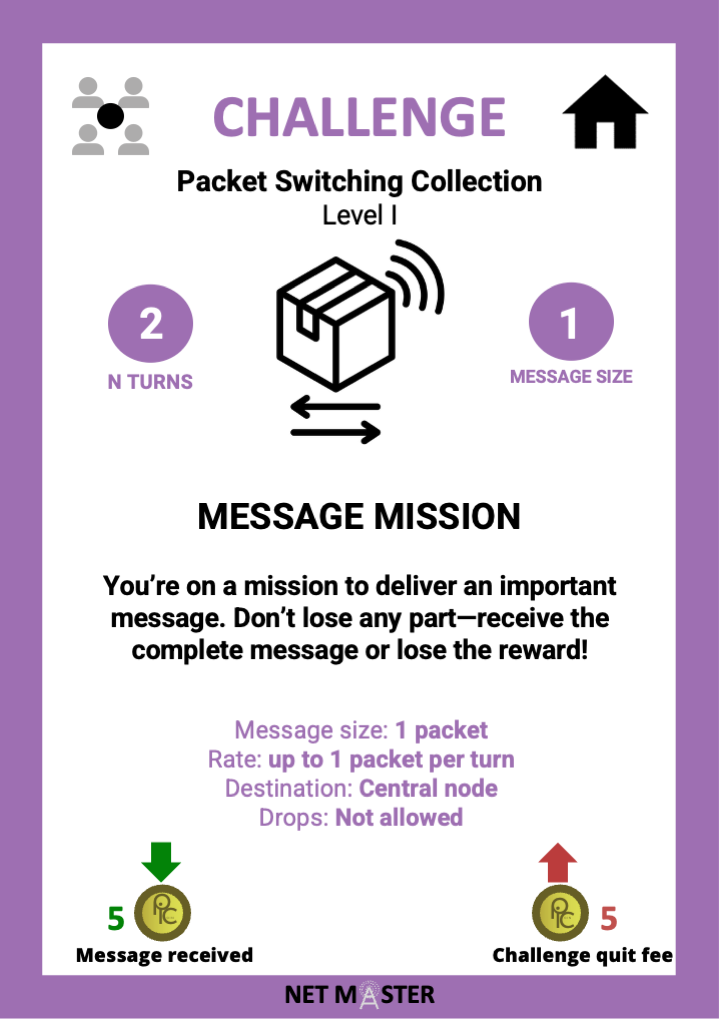 CHALLENGE
Packet Switching Collection
Level I
2
N TURNS
1
MESSAGE SIZE
MESSAGE MISSION
You’re on a mission to deliver an important
message. Don’t lose any part—receive the
complete message or lose the reward!
Message size: 1 packet
Rate: up to 1 packet per turn
Destination: Central node
Drops: Not allowed
5
Message received
5
Challenge quit fee
NET MASTER